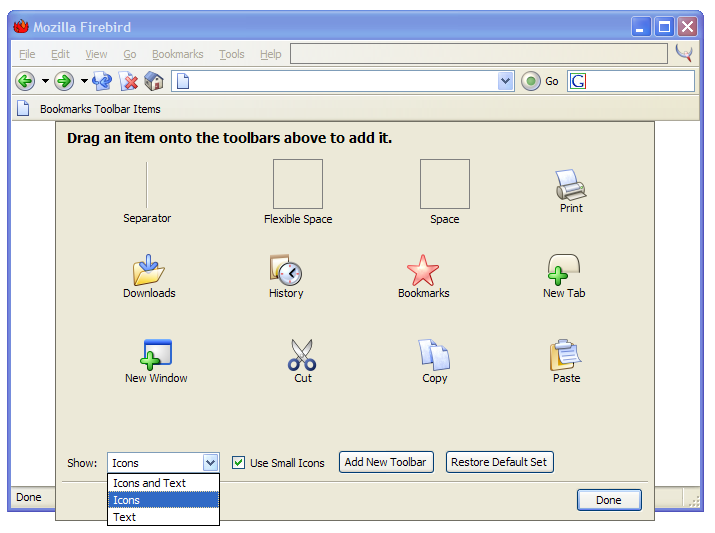 Mozilla Firebird
File Edit View Go Bookmarks Tools Help
Go G
Bookmarks Toolbar Items
Drag an item onto the toolbars above to add it.
Separator Flexible Space Space Print
Downloads History Bookmarks New Tab
New Window Cut Copy Paste
Show: Icons Use Small Icons Add New Toolbar Restore Default Set
Icons and Text
Icons
Text
Done Done